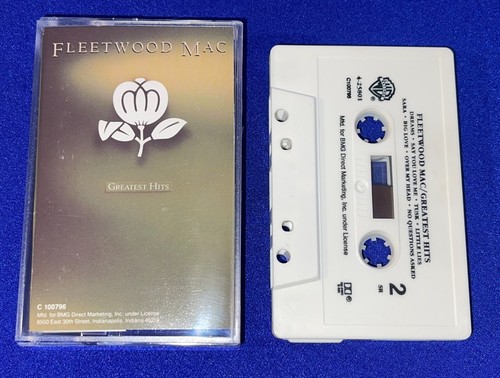 FLEETWOOD MAC
GREATEST HITS
C 100796
Mfd. for BMG Direct Marketing, Inc. under License
6550 East 30th Street, Indianapolis, Indiana 46219
4-25801
C100796
Mfd. for BMG Direct Marketing,
Inc. under License
FLEETWOOD MAC/GREATEST HITS
DREAMS • SAY YOU LOVE ME • TUSK • LITTLE LIES
SARA • BIG LOVE • OVER MY HEAD • NO QUESTIONS ASKED
2
SR